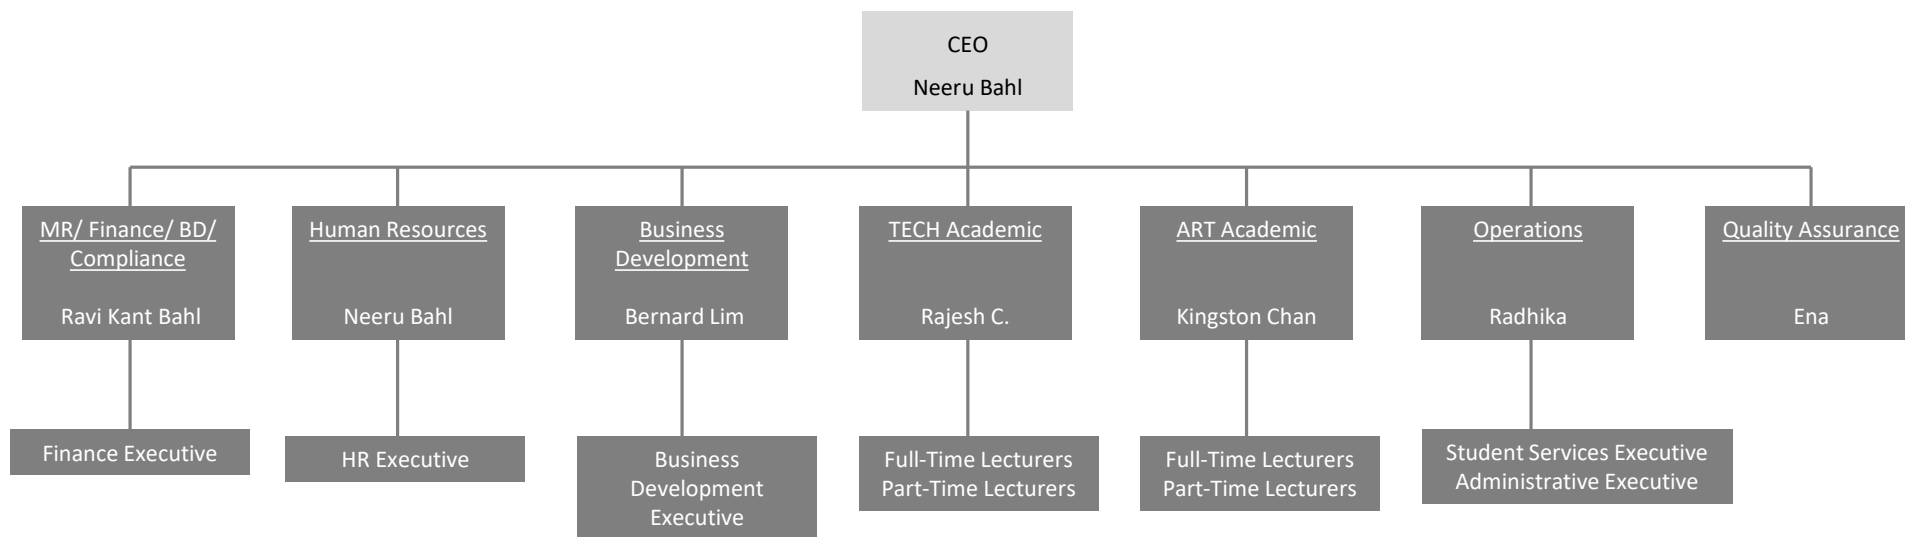 CEO
Neeru Bahl
MR/ Finance/ BD/
Compliance
Ravi Kant Bahl
Human Resources
Neeru Bahl
Business
Development
Bernard Lim
TECH Academic
Rajesh C.
ART Academic
Kingston Chan
Operations
Radhika
Quality Assurance
Ena
Finance Executive
HR Executive
Business
Development
Executive
Full-Time Lecturers
Part-Time Lecturers
Full-Time Lecturers
Part-Time Lecturers
Student Services Executive
Administrative Executive